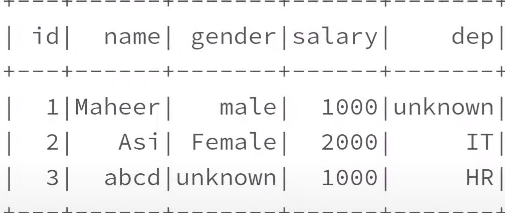 +---+------+-------+------+-------+
| id|  name| gender|salary|    dep|
+---+------+-------+------+-------+
|  1|Maheer|   male|  1000|unknown|
|  2|   Asi| Female|  2000|     IT|
|  3|  abcd|unknown|  1000|     HR|
+---+------+-------+------+-------+